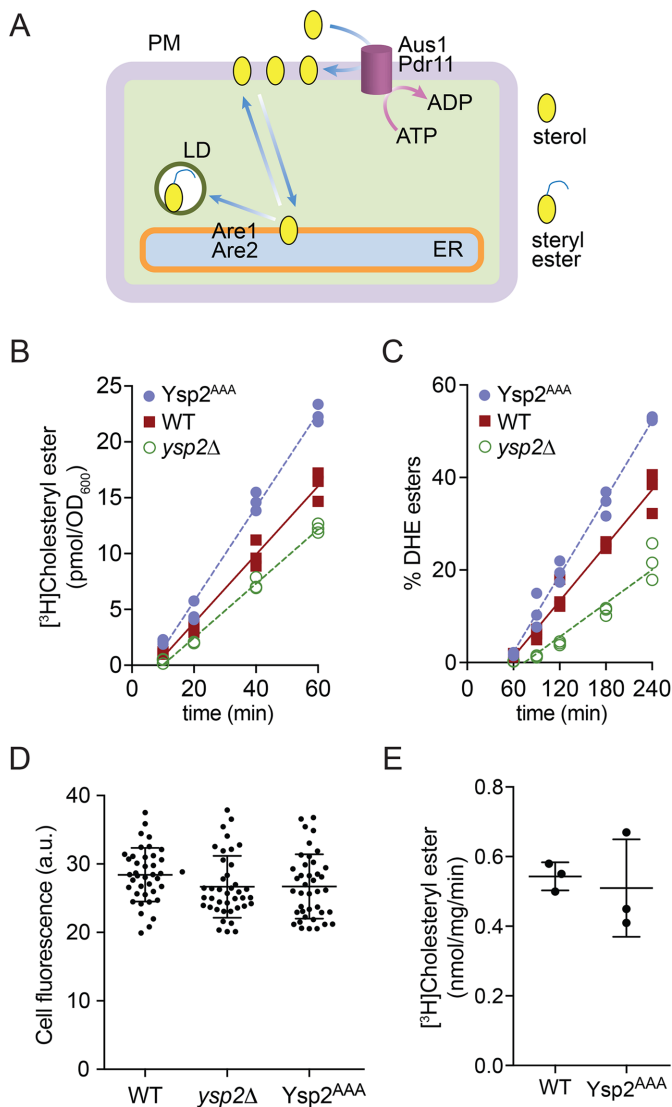 A
PM
Aus1
Pdr11
ADP
ATP
sterol
LD
Are1
Are2
ER
steryl
ester
B
Ysp2AAA
WT
ysp2Δ
[3H]Cholesteryl ester
(pmol/OD600)
25
20
15
10
5
0
0
20
40
60
time (min)
C
Ysp2AAA
WT
ysp2Δ
% DHE esters
60
40
20
0
0
60
120
180
240
time (min)
D
Cell fluorescence (a.u.)
40
30
20
10
0
WT
ysp2Δ
Ysp2AAA
E
[3H]Cholesteryl ester
(nmol/mg/min)
0.8
0.6
0.4
0.2
0.0
WT
Ysp2AAA